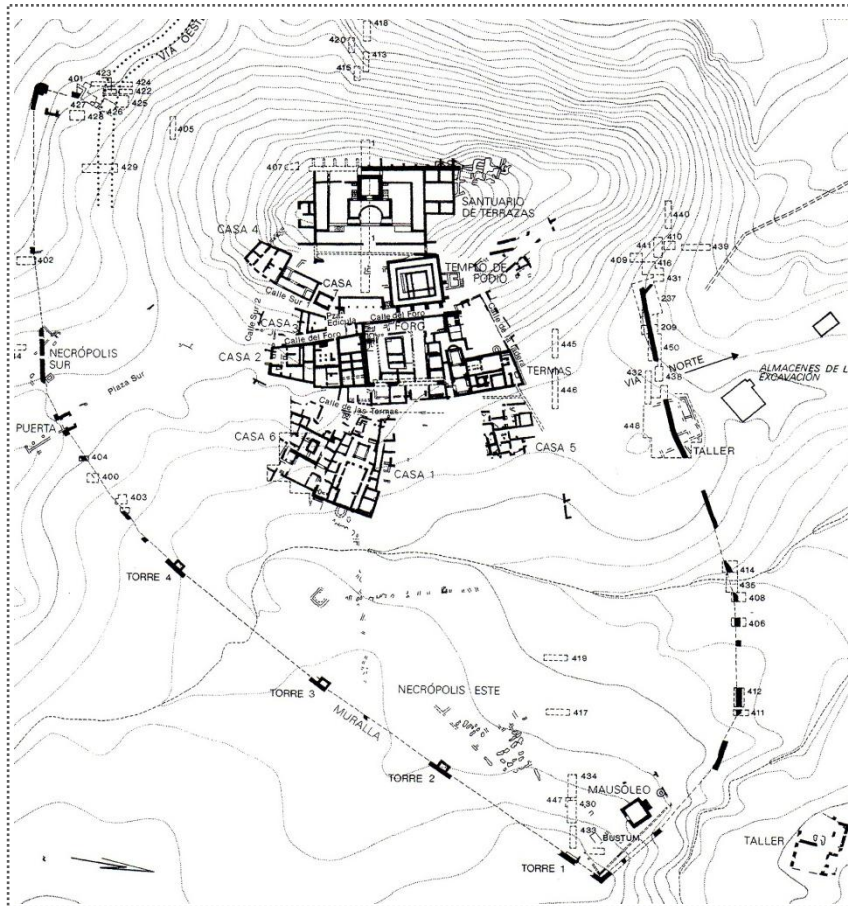 VIA OESTE
418
420
413
415
423
401
424
422
427
425
428
426
405
429
407
SANTUARIO
DE TERRAZAS
440
CASA 4
441
410
439
409
416
402
431
TEMPLO DE
PODIO
CASA
7
Calle Sur
237
Calle Sur 2
Plza
Edícula
Calle del Foro
FORO
CASA 3
Calle del Foro
209
445
450
NECRÓPOLIS
SUR
CASA 2
432
VIA NORTE
438
TERMAS
ALMACENES DE L
EXCAVACIÓN
446
Plaza Sur
Calle de las Termas
PUERTA
448
CASA 6
TALLER
404
CASA 5
400
CASA 1
403
414
TORRE 4
435
408
406
419
TORRE 3
NECRÓPOLIS ESTE
412
MURALLA
417
411
TORRE 2
434
MAUSOLEO
447
430
433
BUSTUM
TALLER
TORRE 1